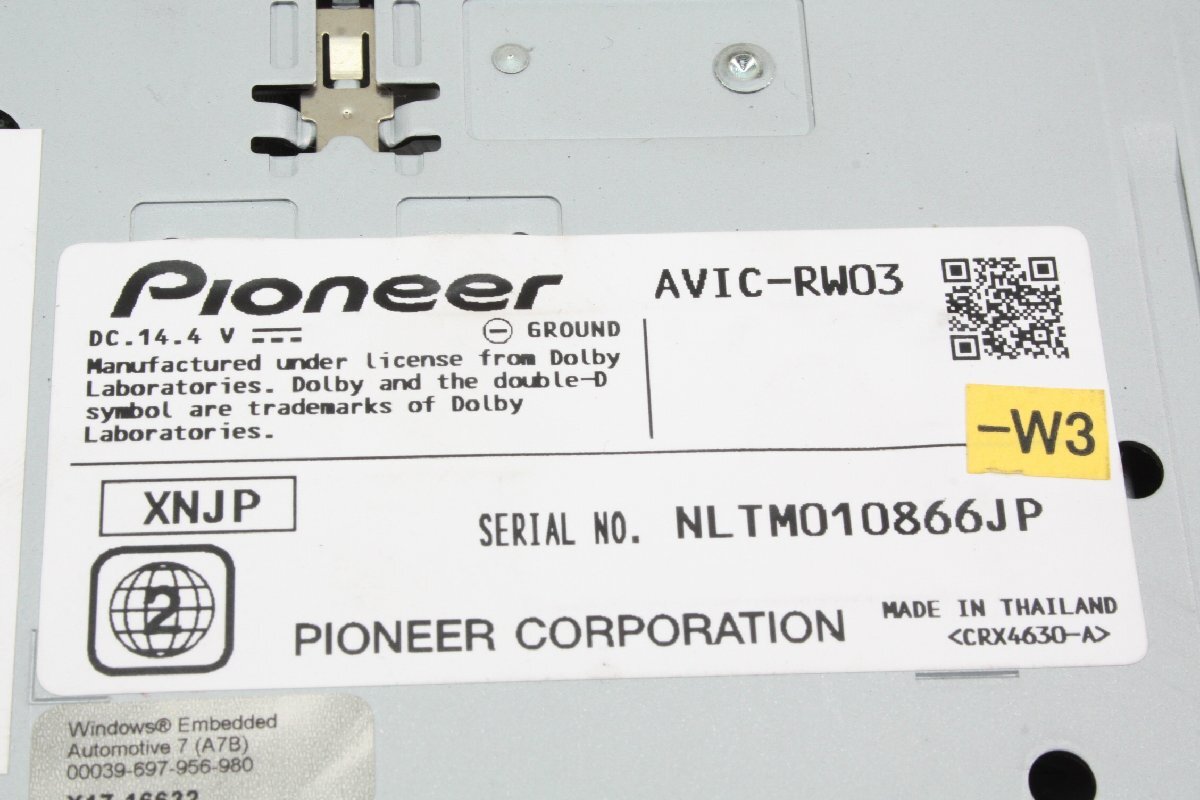 Pioneer
AVIC-RW03
DC.14.4 V
GROUND
Manufactured under license from Dolby
Laboratories. Dolby and the double-D
symbol are trademarks of Dolby
Laboratories.
-W3
XNJP
SERIAL NO. NLTM010866JP
2
PIONEER CORPORATION
MADE IN THAILAND
<CRX4630-A>
Windows® Embedded
Automotive 7 (A7B)
00039-697-956-980
X17-16632